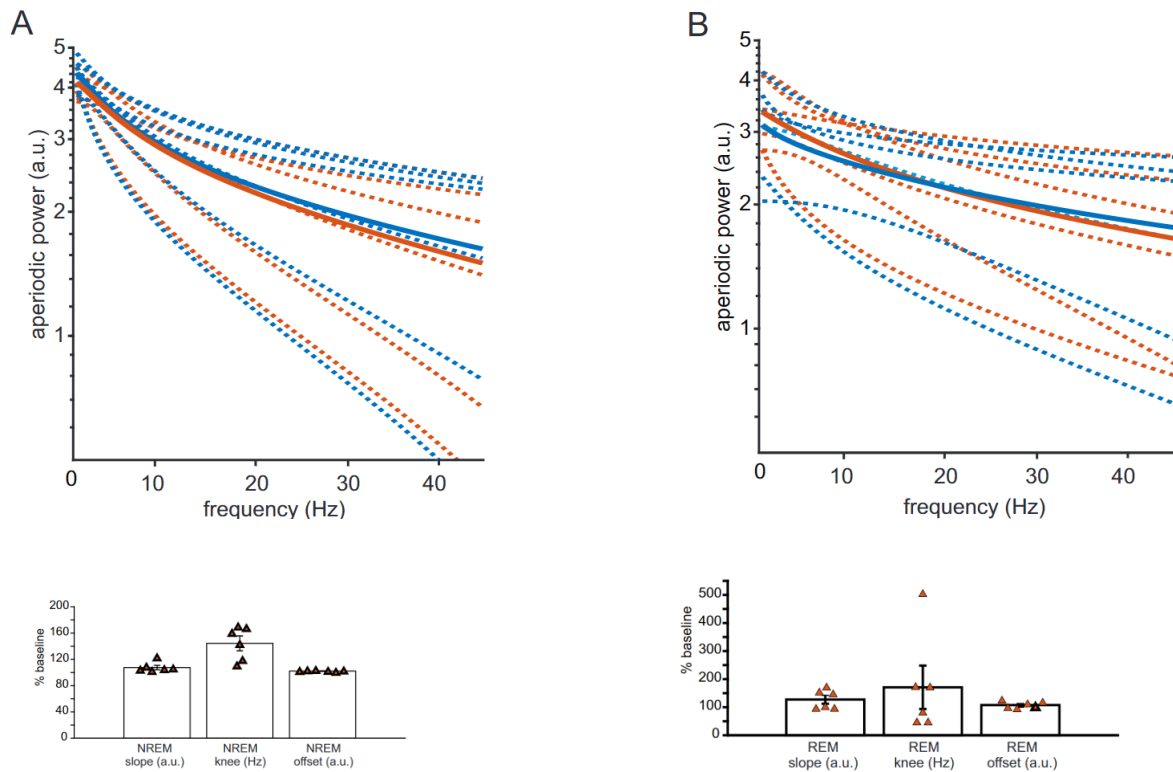 A
5
4
3
2
1
aperiodic power (a.u.)
0 10 20 30 40
frequency (Hz)
B
5
4
3
2
1
aperiodic power (a.u.)
0 10 20 30 40
frequency (Hz)
200
160
120
80
40
0
% baseline
NREM NREM NREM
slope (a.u.) knee (Hz) offset (a.u.)
500
400
300
200
100
0
% baseline
REM REM REM
slope (a.u.) knee (Hz) offset (a.u.)